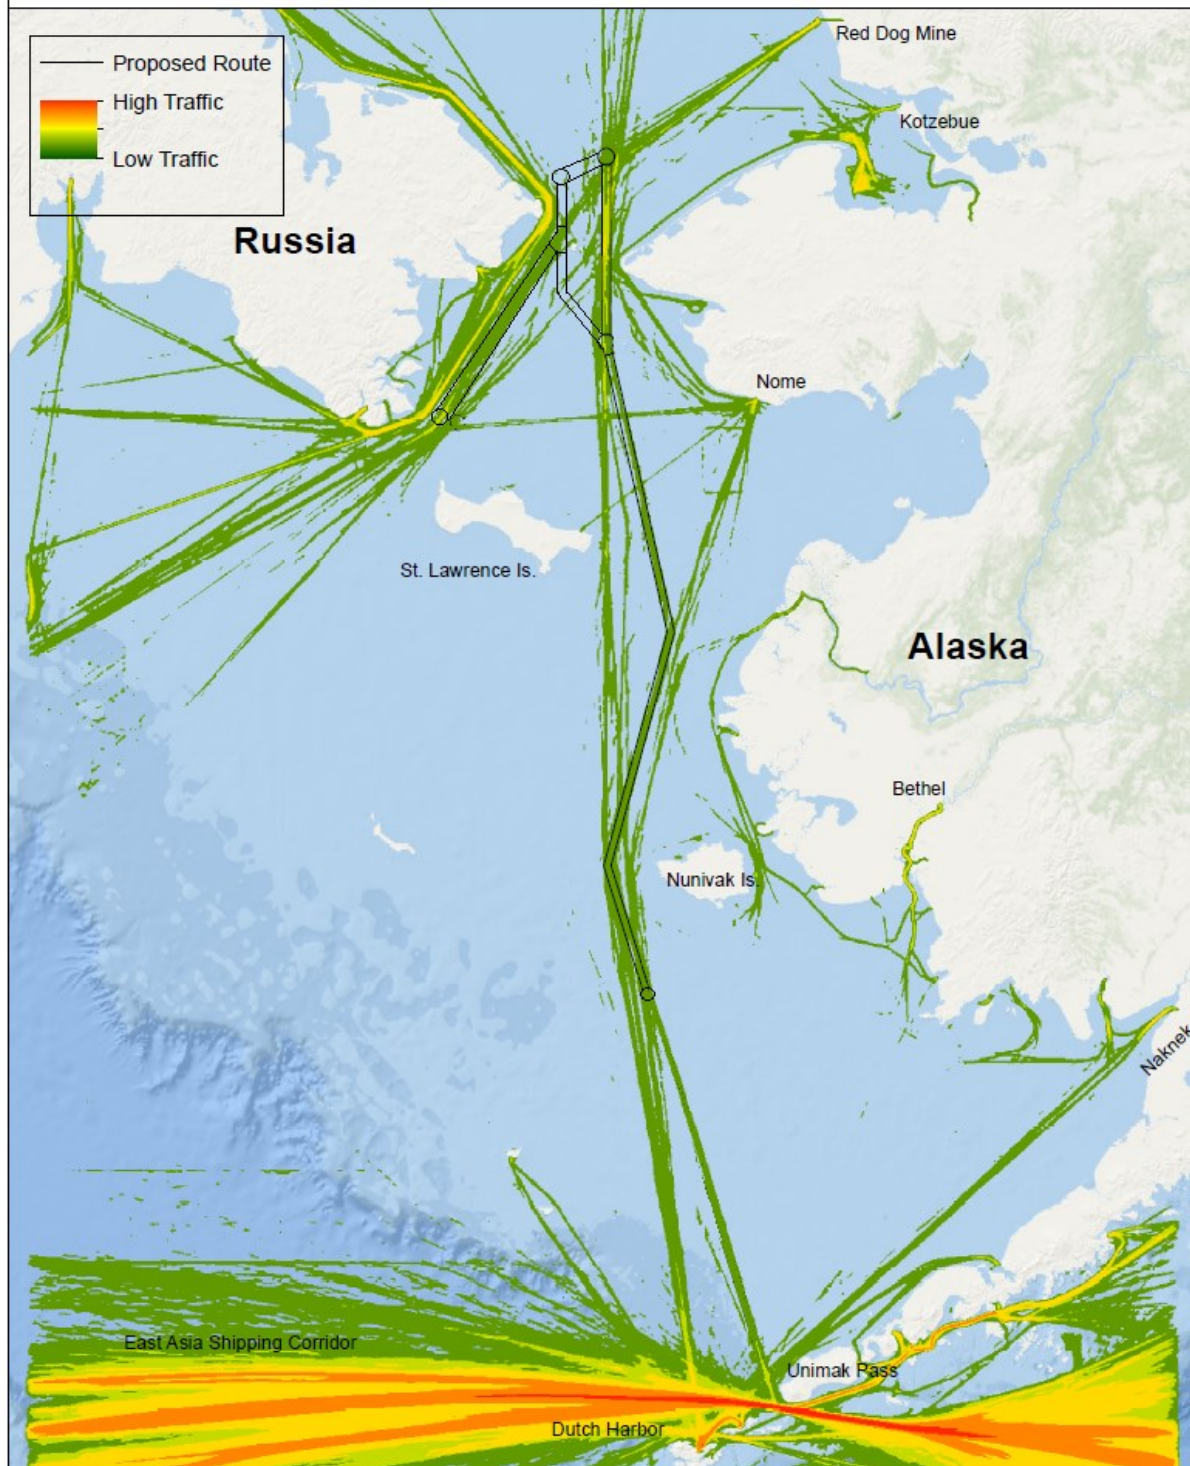 Red Dog Mine
Proposed Route
High Traffic
Low Traffic
Kotzebue
Russia
Nome
St. Lawrence Is.
Alaska
Bethel
Nunivak Is.
Naknek
East Asia Shipping Corridor
Unimak Pass
Dutch Harbor